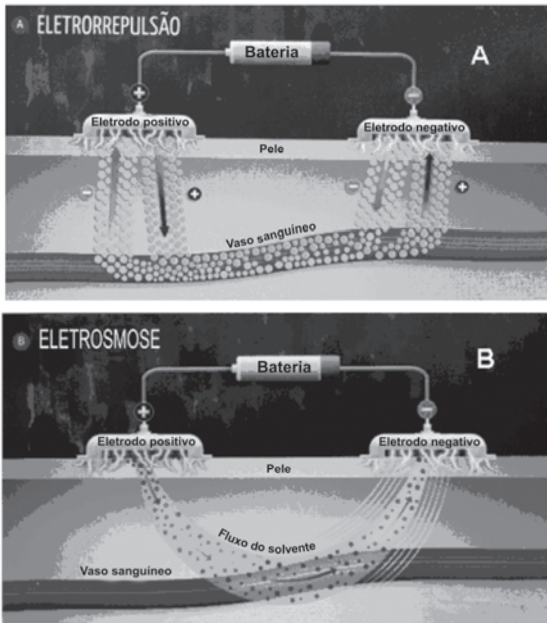 A ELETRORREPULSÃO
Bateria
A
+
−
Eletrodo positivo
Eletrodo negativo
Pele
−
+
−
+
Vaso sanguíneo
B ELETROSMOSE
Bateria
B
+
−
Eletrodo positivo
Eletrodo negativo
Pele
Fluxo do solvente
Vaso sanguíneo